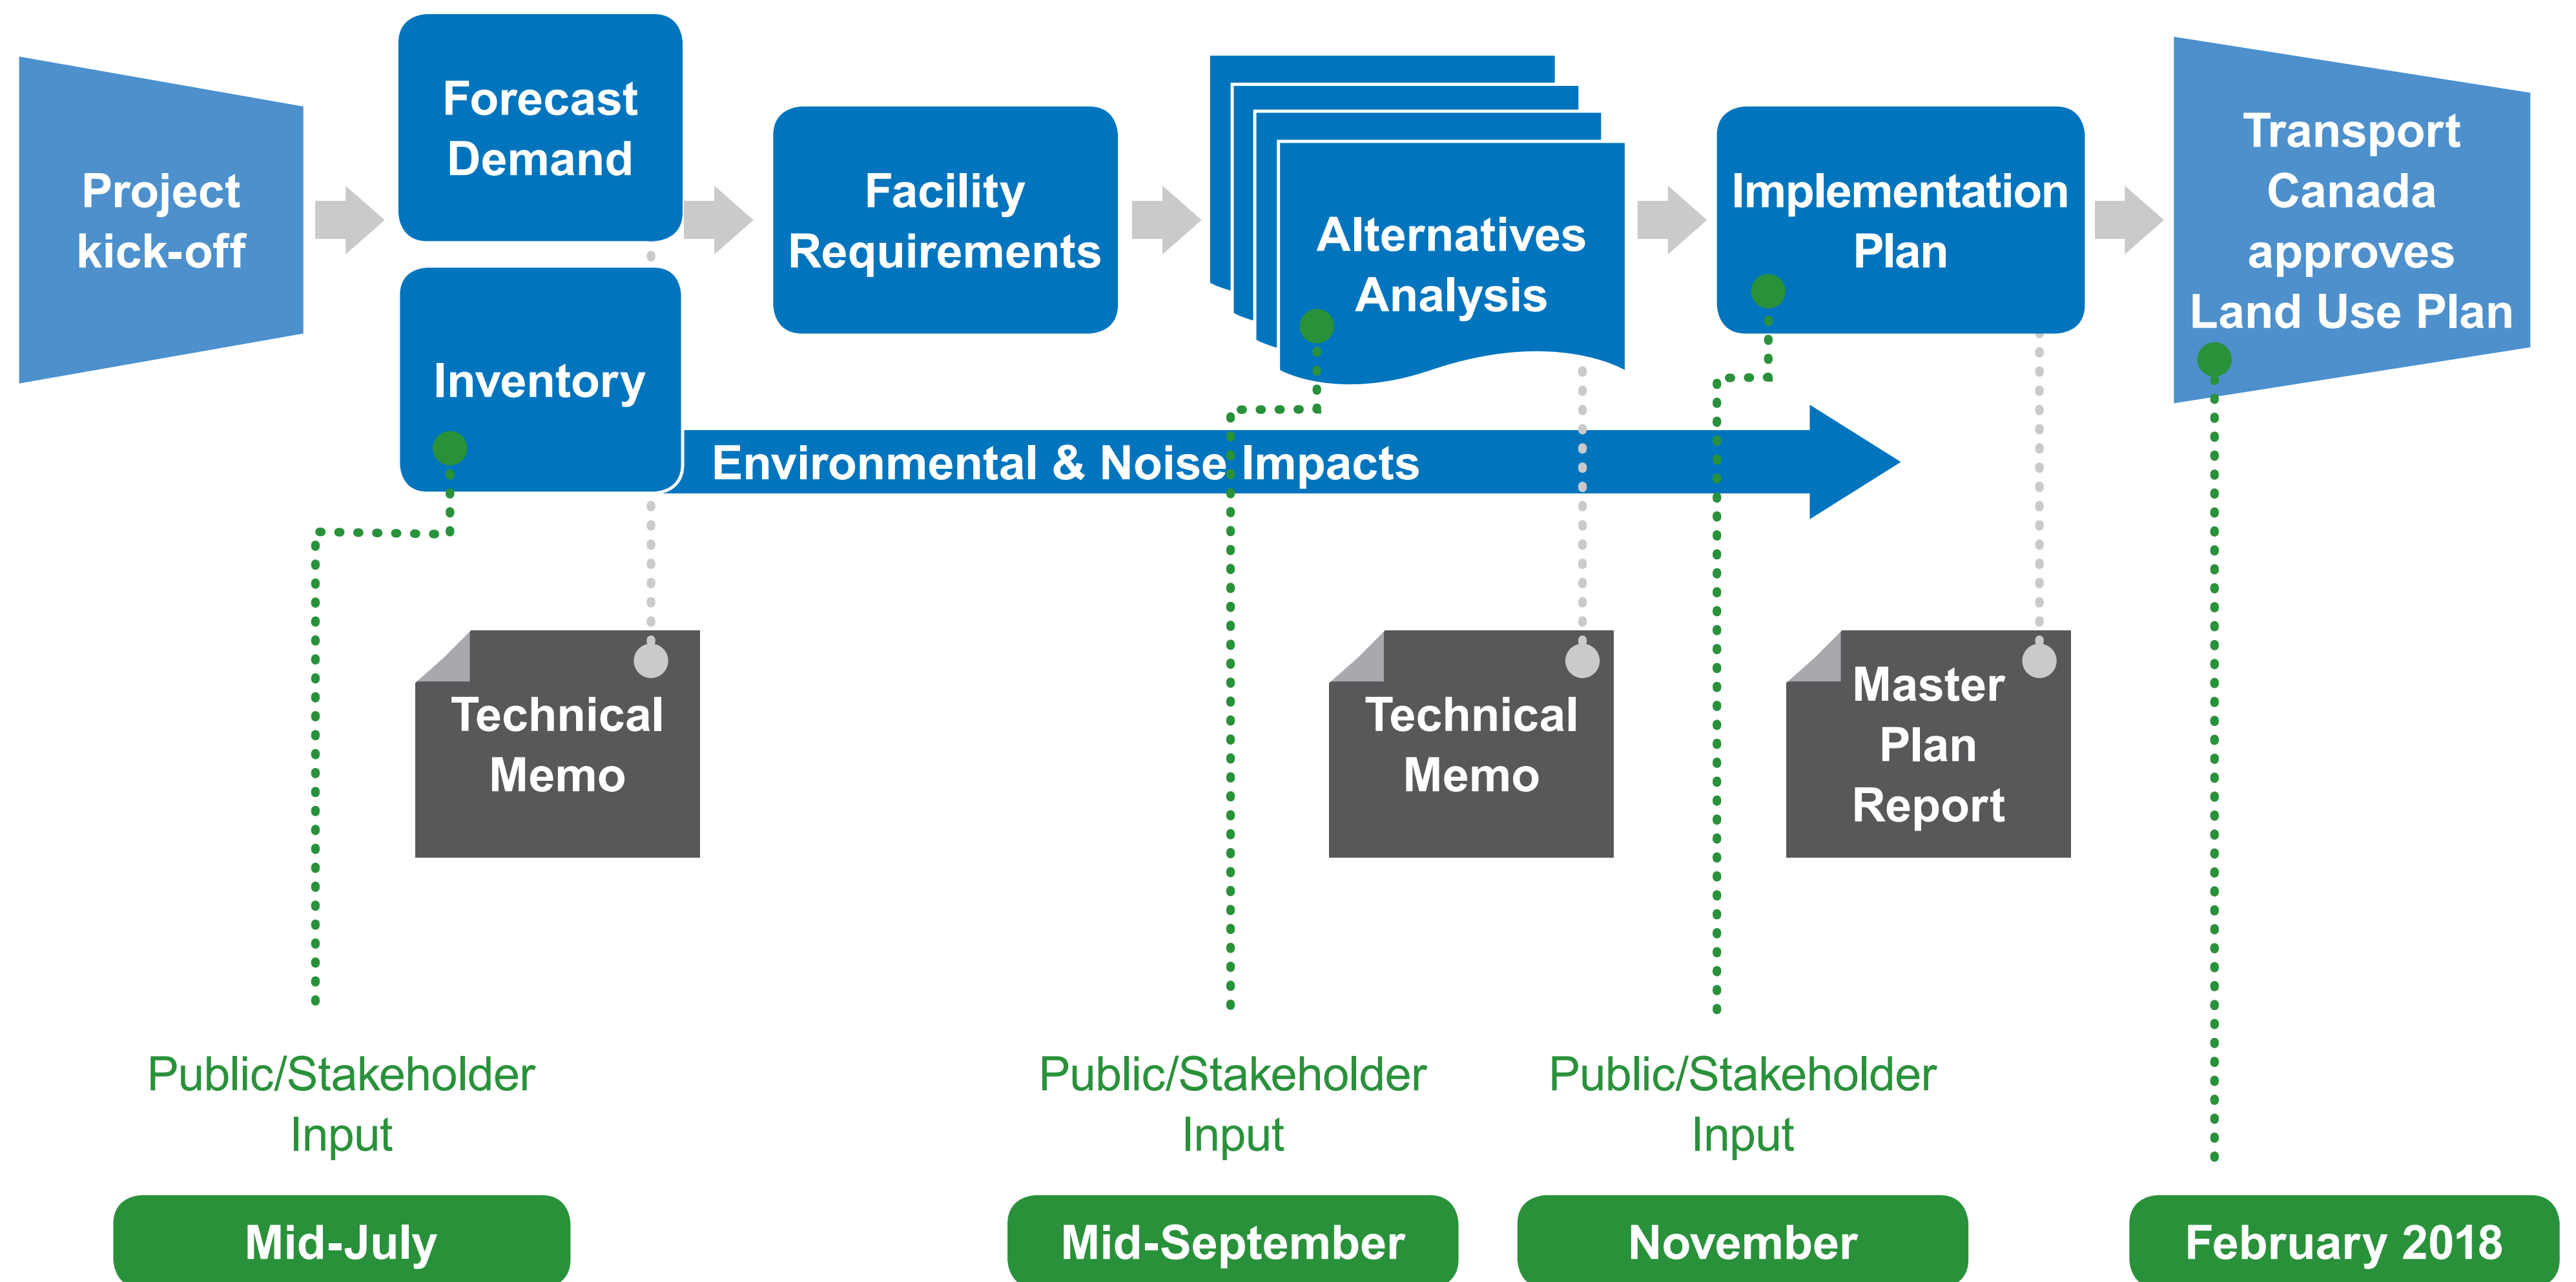 Project
kick-off
Forecast
Demand
Inventory
Facility
Requirements
Alternatives
Analysis
Implementation
Plan
Transport
Canada
approves
Land Use Plan
Environmental & Noise Impacts
Technical
Memo
Technical
Memo
Master
Plan
Report
Public/Stakeholder
Input
Public/Stakeholder
Input
Public/Stakeholder
Input
Mid-July
Mid-September
November
February 2018